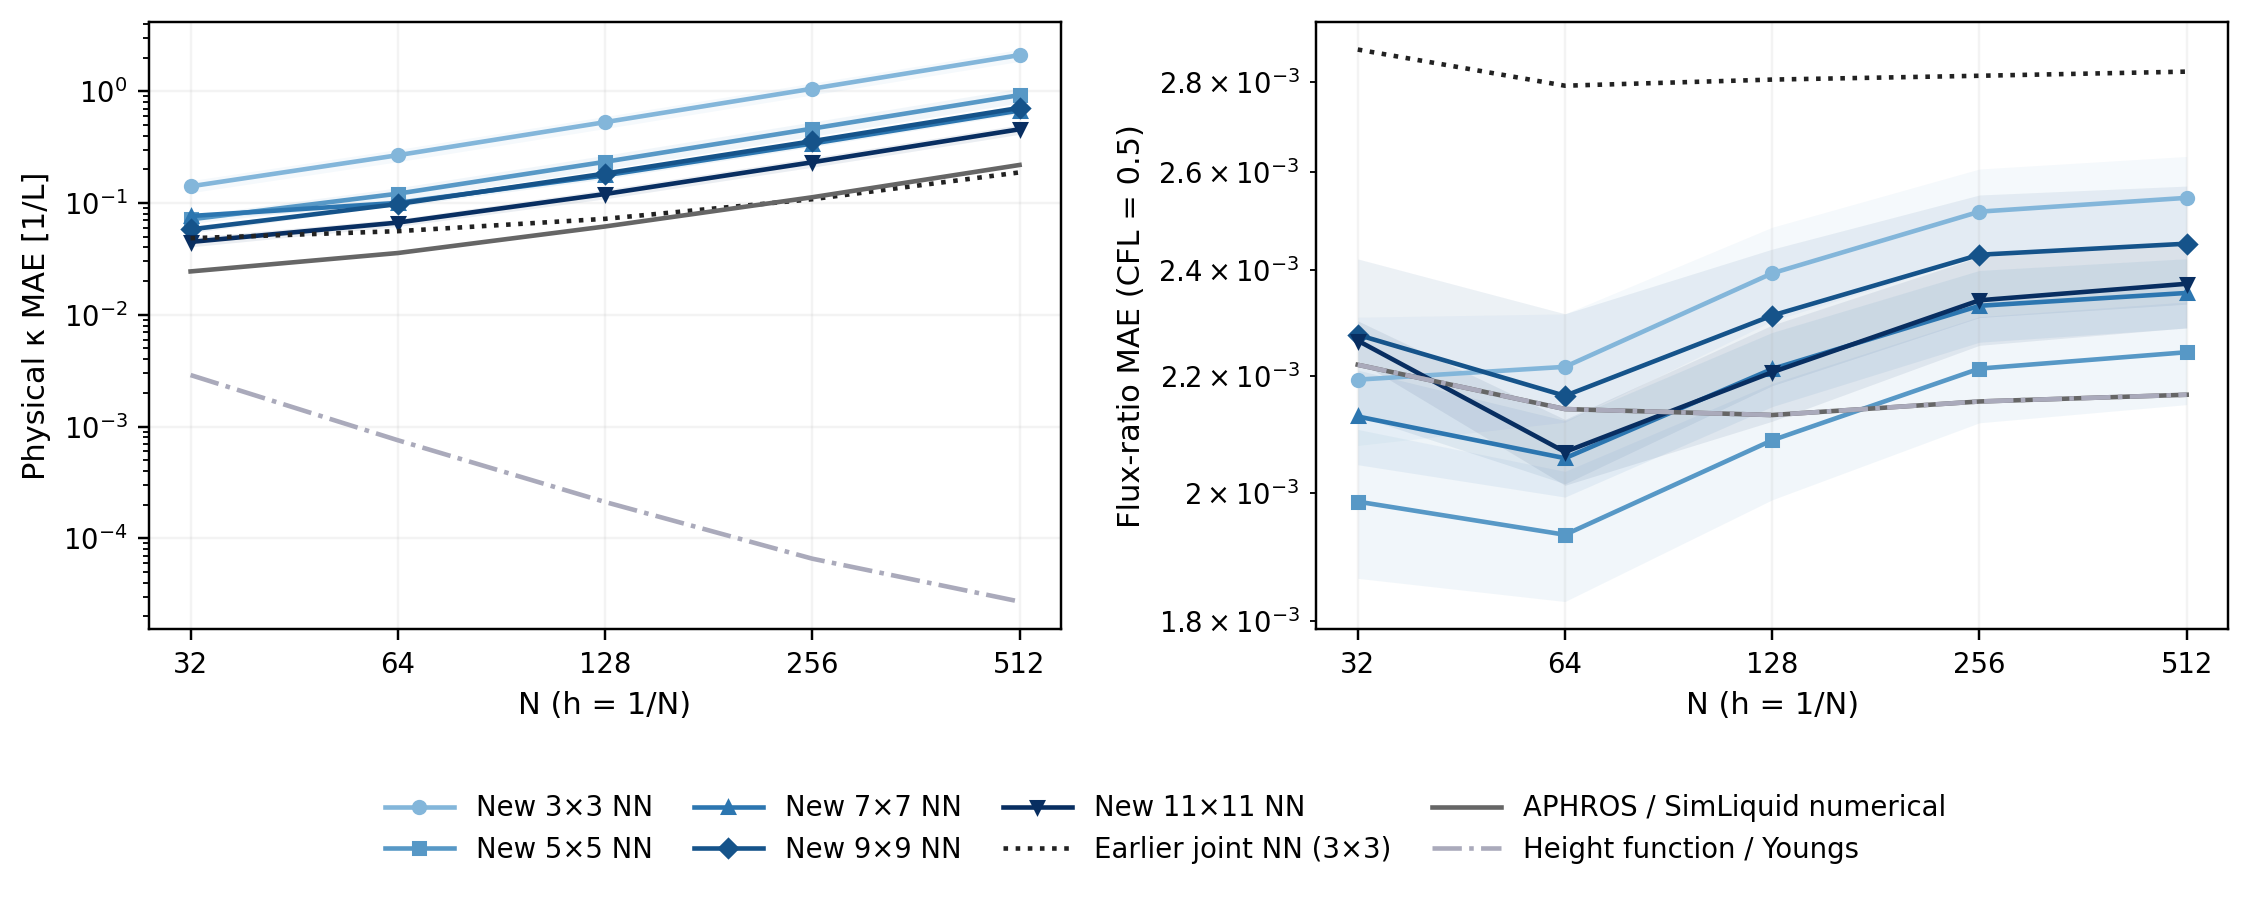 Physical κ MAE [1/L]
10⁰
10⁻¹
10⁻²
10⁻³
10⁻⁴
32 64 128 256 512
N (h = 1/N)
Flux-ratio MAE (CFL = 0.5)
2.8 × 10⁻³
2.6 × 10⁻³
2.4 × 10⁻³
2.2 × 10⁻³
2 × 10⁻³
1.8 × 10⁻³
32 64 128 256 512
N (h = 1/N)
New 3×3 NN
New 5×5 NN
New 7×7 NN
New 9×9 NN
New 11×11 NN
Earlier joint NN (3×3)
APHROS / SimLiquid numerical
Height function / Youngs